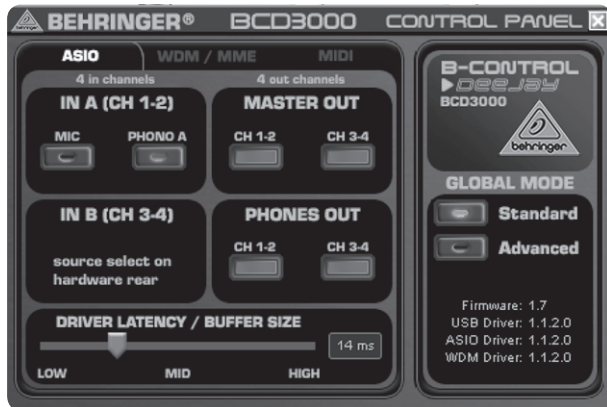 BEHRINGER® BCD3000 CONTROL PANEL
ASIO WDM / MME MIDI
4 in channels 4 out channels
IN A (CH 1-2)
MIC PHONO A
MASTER OUT
CH 1-2 CH 3-4
IN B (CH 3-4)
source select on
hardware rear
PHONES OUT
CH 1-2 CH 3-4
DRIVER LATENCY / BUFFER SIZE
14 ms
LOW MID HIGH
B-CONTROL
DEEJAY
BCD3000
behringer
GLOBAL MODE
Standard
Advanced
Firmware: 1.7
USB Driver: 1.1.2.0
ASIO Driver: 1.1.2.0
WDM Driver: 1.1.2.0